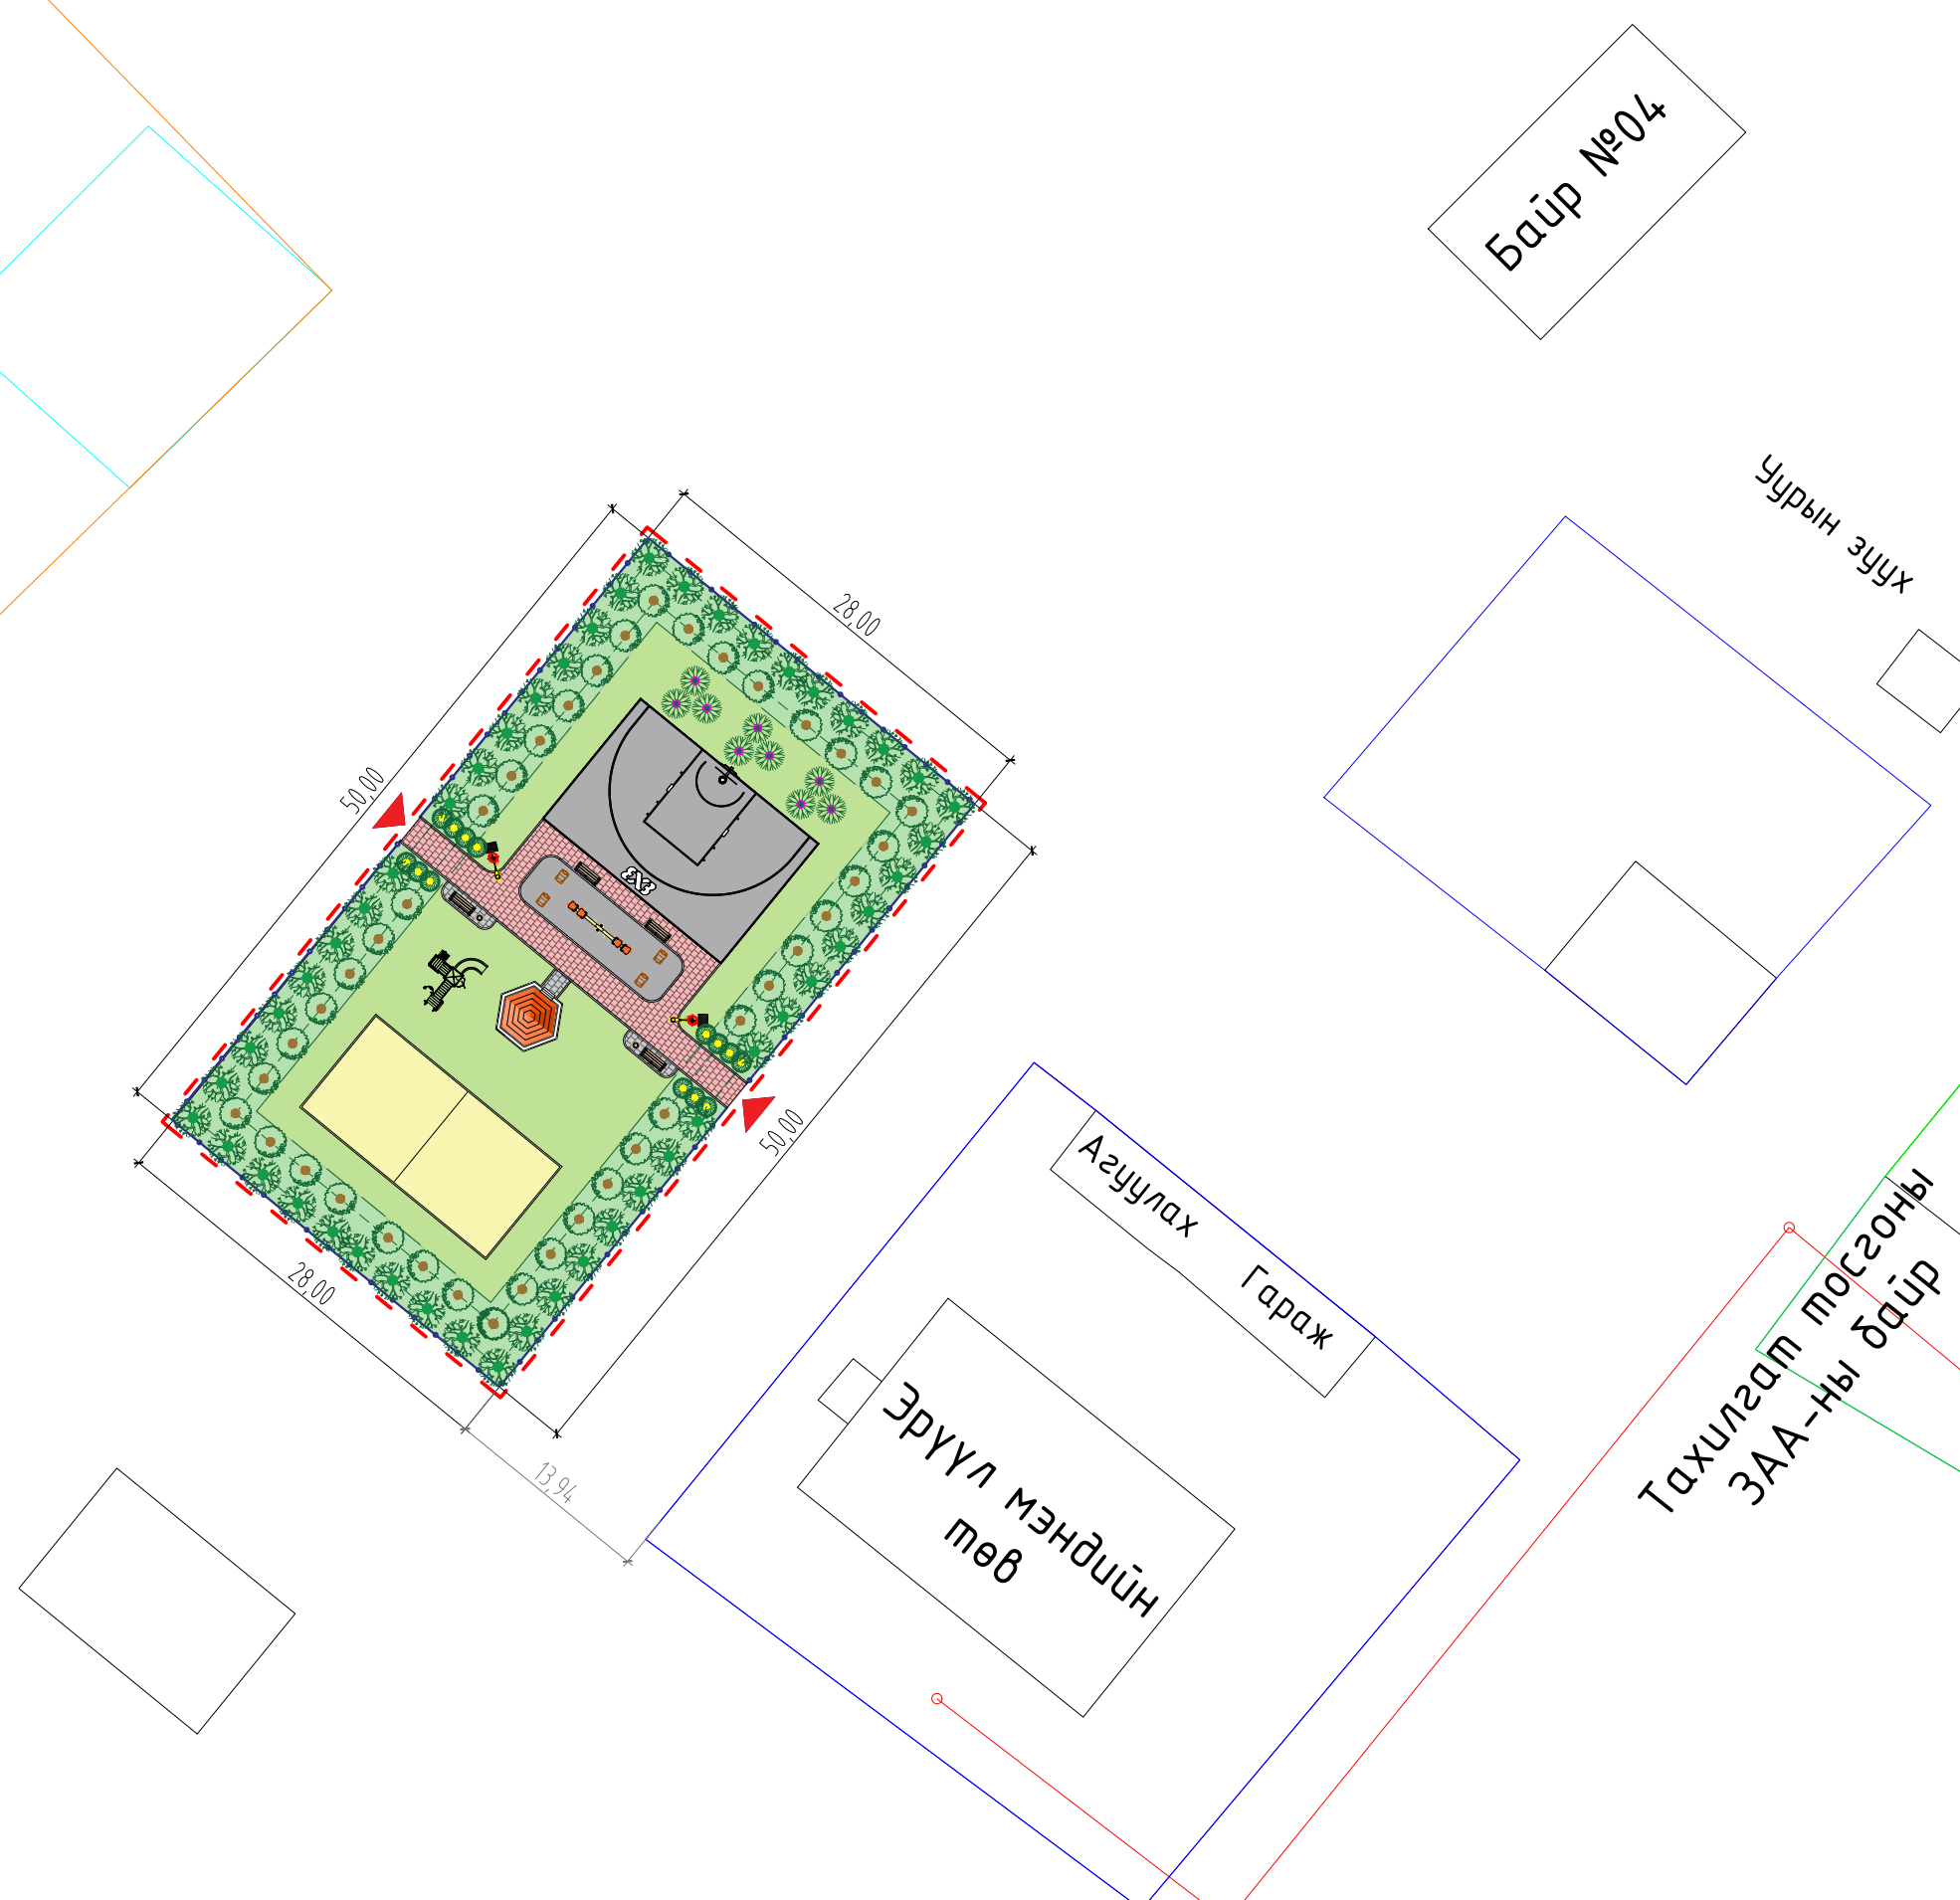 Байр №04
Уурын зуух
28,00
50,00
3X3
50,00
28,00
13,94
Агуулах
Гараж
Эрүүл мэндийн
төв
Тахилгат тосгоны
ЗАА-ны байр